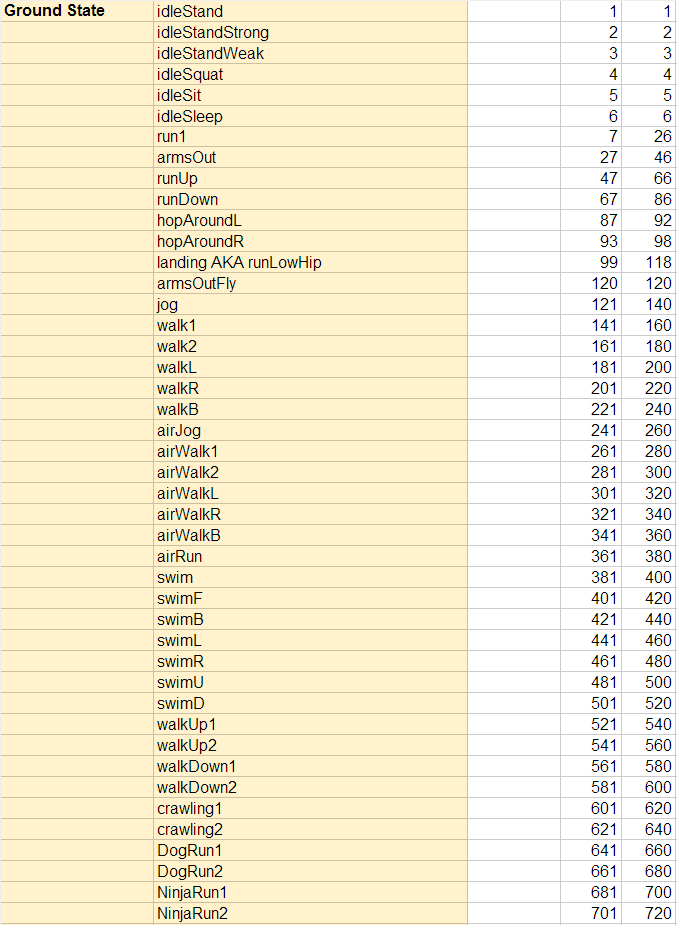 Ground State idleStand 1 1
idleStandStrong 2 2
idleStandWeak 3 3
idleSquat 4 4
idleSit 5 5
idleSleep 6 6
run1 7 26
armsOut 27 46
runUp 47 66
runDown 67 86
hopAroundL 87 92
hopAroundR 93 98
landing AKA runLowHip 99 118
armsOutFly 120 120
jog 121 140
walk1 141 160
walk2 161 180
walkL 181 200
walkR 201 220
walkB 221 240
airJog 241 260
airWalk1 261 280
airWalk2 281 300
airWalkL 301 320
airWalkR 321 340
airWalkB 341 360
airRun 361 380
swim 381 400
swimF 401 420
swimB 421 440
swimL 441 460
swimR 461 480
swimU 481 500
swimD 501 520
walkUp1 521 540
walkUp2 541 560
walkDown1 561 580
walkDown2 581 600
crawling1 601 620
crawling2 621 640
DogRun1 641 660
DogRun2 661 680
NinjaRun1 681 700
NinjaRun2 701 720